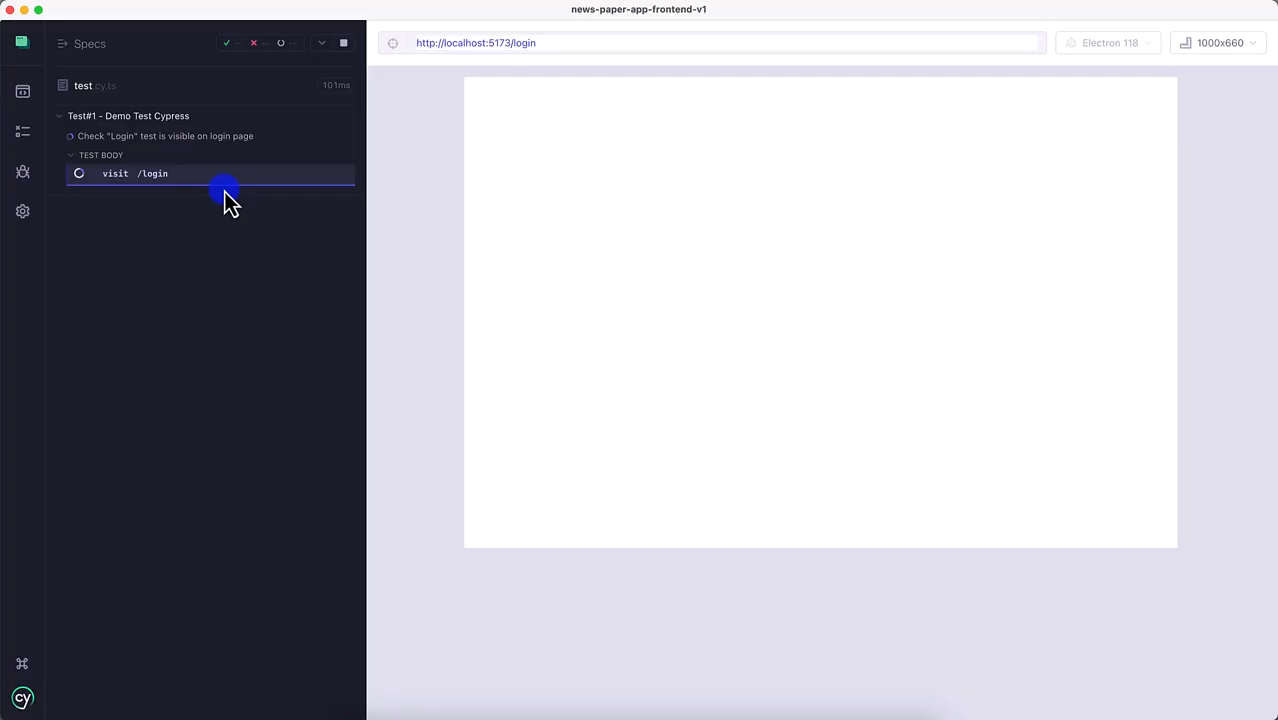 news-paper-app-frontend-v1
Specs
-- -- --
test.cy.ts
101ms
Test#1 - Demo Test Cypress
Check "Login" test is visible on login page
TEST BODY
visit /login
http://localhost:5173/login
Electron 118
1000x660
cy